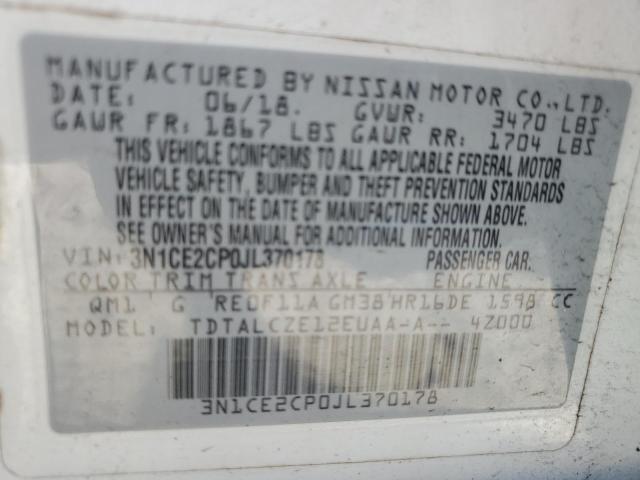 MANUFACTURED BY NISSAN MOTOR CO.,LTD.
DATE: 06/18. GVWR: 3470 LBS
GAWR FR: 1867 LBS GAWR RR: 1704 LBS
THIS VEHICLE CONFORMS TO ALL APPLICABLE FEDERAL MOTOR
VEHICLE SAFETY, BUMPER AND THEFT PREVENTION STANDARDS
IN EFFECT ON THE DATE OF MANUFACTURE SHOWN ABOVE.
SEE OWNER'S MANUAL FOR ADDITIONAL INFORMATION.
VIN: 3N1CE2CP0JL370178 PASSENGER CAR.
COLOR TRIM TRANS AXLE ENGINE
QM1 G RE0F11A GM38 HR16DE 1598 CC
MODEL: TDTALCZE12EUAA-A-- 4Z000
3N1CE2CP0JL370178